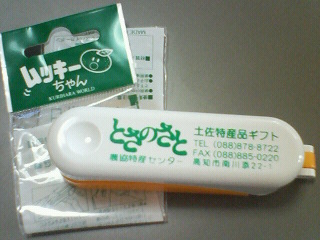 ムッキー
ちゃん
KURIHARA WORLD
とさのさと
農協特産センター
土佐特産品ギフト
TEL (088)878-8722
FAX (088)885-0220
高知市南川添22-1